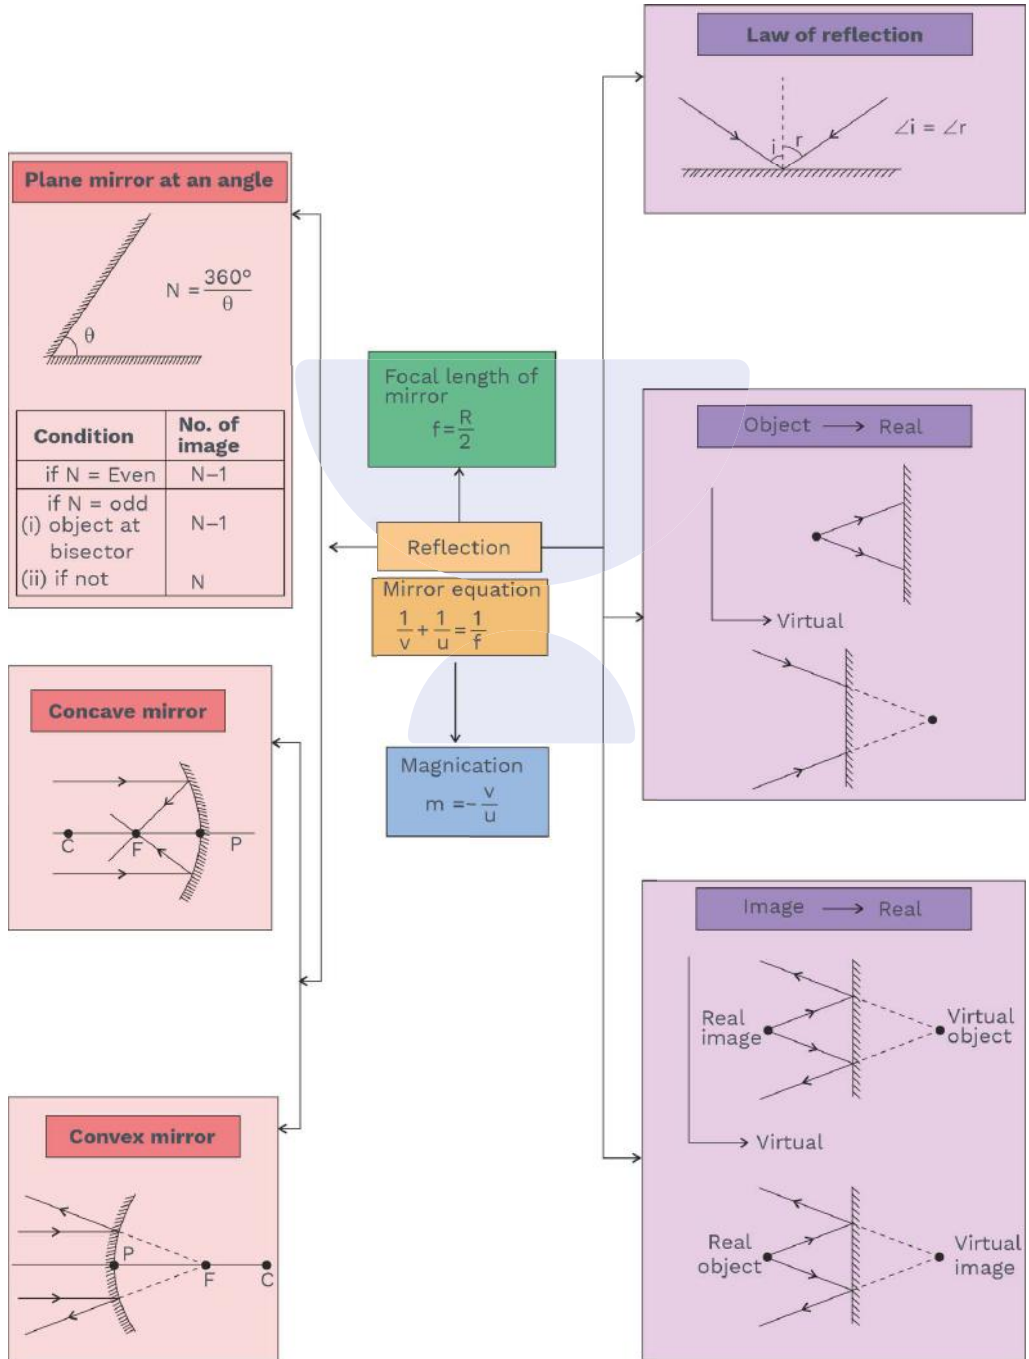 Law of reflection
i r
∠i = ∠r
Plane mirror at an angle
N = 360°/θ
θ
Condition No. of image
if N = Even N–1
if N = odd
(i) object at bisector N–1
(ii) if not N
Focal length of
mirror
f = R/2
Reflection
Mirror equation
1/v + 1/u = 1/f
Magnication
m = - v/u
Object → Real
Virtual
Concave mirror
C F P
Image → Real
Real
image
Virtual
object
Virtual
Real
object
Virtual
image
Convex mirror
P F C